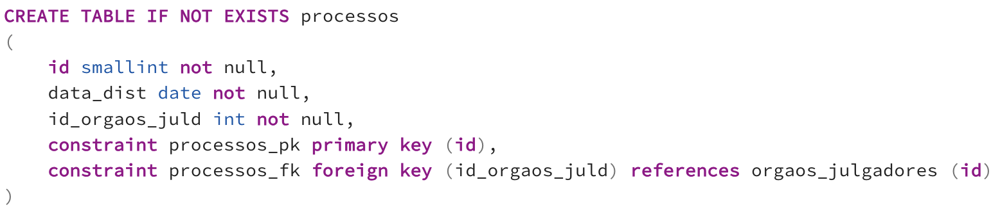 CREATE TABLE IF NOT EXISTS processos
(
    id smallint not null,
    data_dist date not null,
    id_orgaos_juld int not null,
    constraint processos_pk primary key (id),
    constraint processos_fk foreign key (id_orgaos_juld) references orgaos_julgadores (id)
)